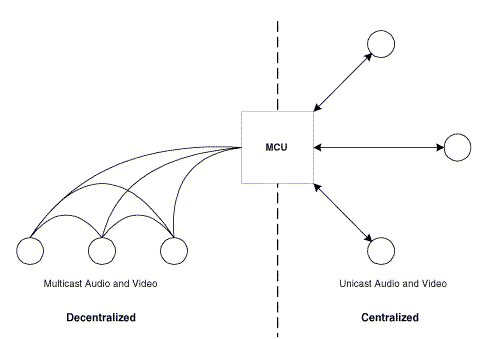 MCU
Multicast Audio and Video
Unicast Audio and Video
Decentralized
Centralized